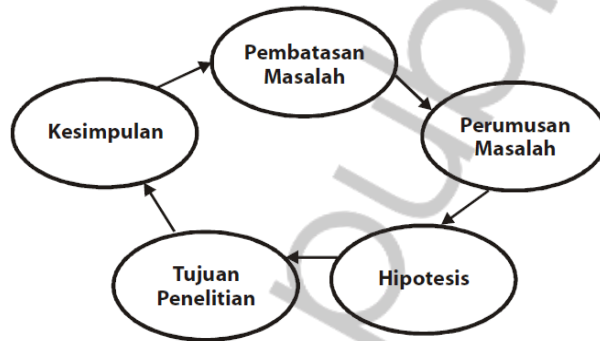 Pembatasan
Masalah
Perumusan
Masalah
Hipotesis
Tujuan
Penelitian
Kesimpulan